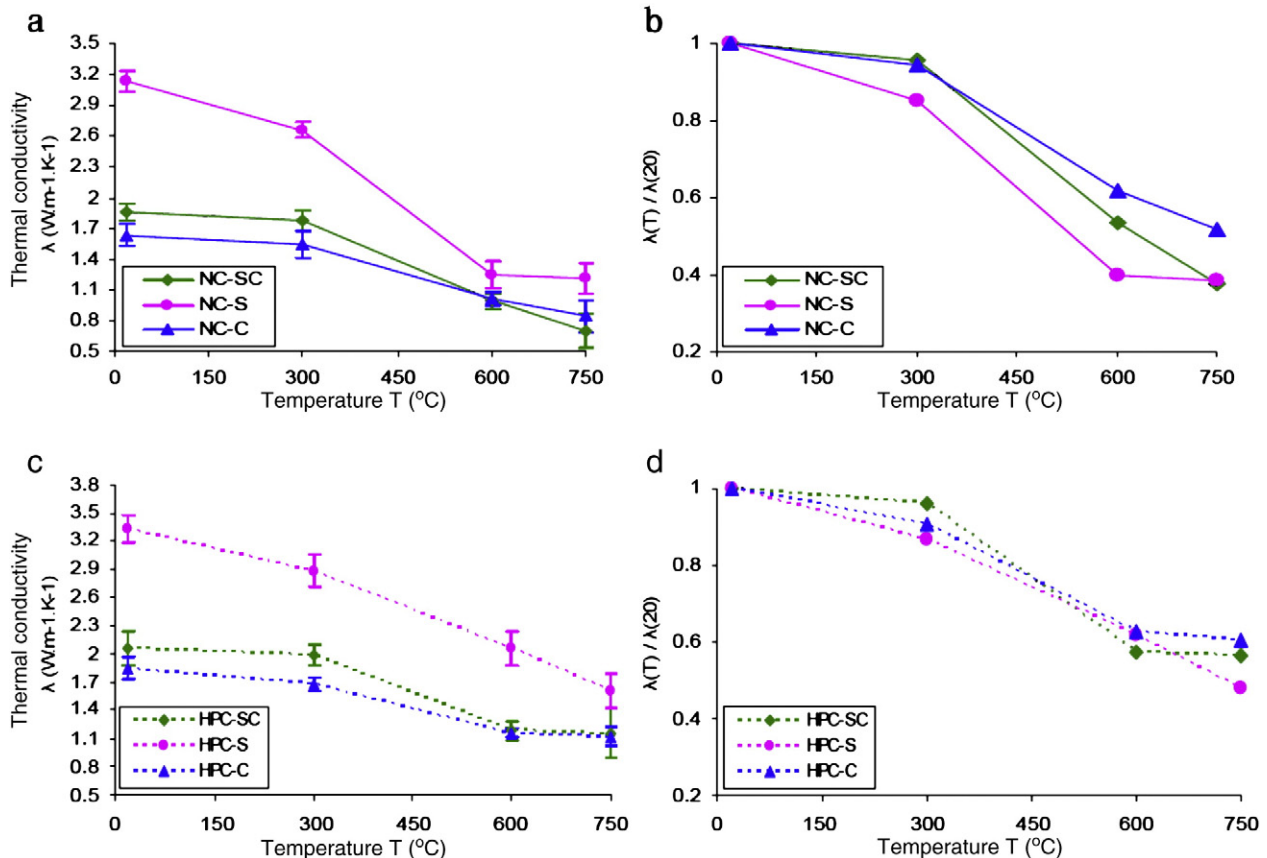 a
Thermal conductivity
λ (W.m-1.K-1)
3.5
3.2
2.9
2.6
2.3
2
1.7
1.4
1.1
0.8
0.5
NC-SC
NC-S
NC-C
0 150 300 450 600 750
Temperature T (°C)
b
λ(T) / λ(20)
1
0.8
0.6
0.4
0.2
NC-SC
NC-S
NC-C
0 150 300 450 600 750
Temperature T (°C)
c
Thermal conductivity
λ (W.m-1.K-1)
3.8
3.5
3.2
2.9
2.6
2.3
2
1.7
1.4
1.1
0.8
0.5
HPC-SC
HPC-S
HPC-C
0 150 300 450 600 750
Temperature T (°C)
d
λ(T) / λ(20)
1
0.8
0.6
0.4
0.2
HPC-SC
HPC-S
HPC-C
0 150 300 450 600 750
Temperature T (°C)